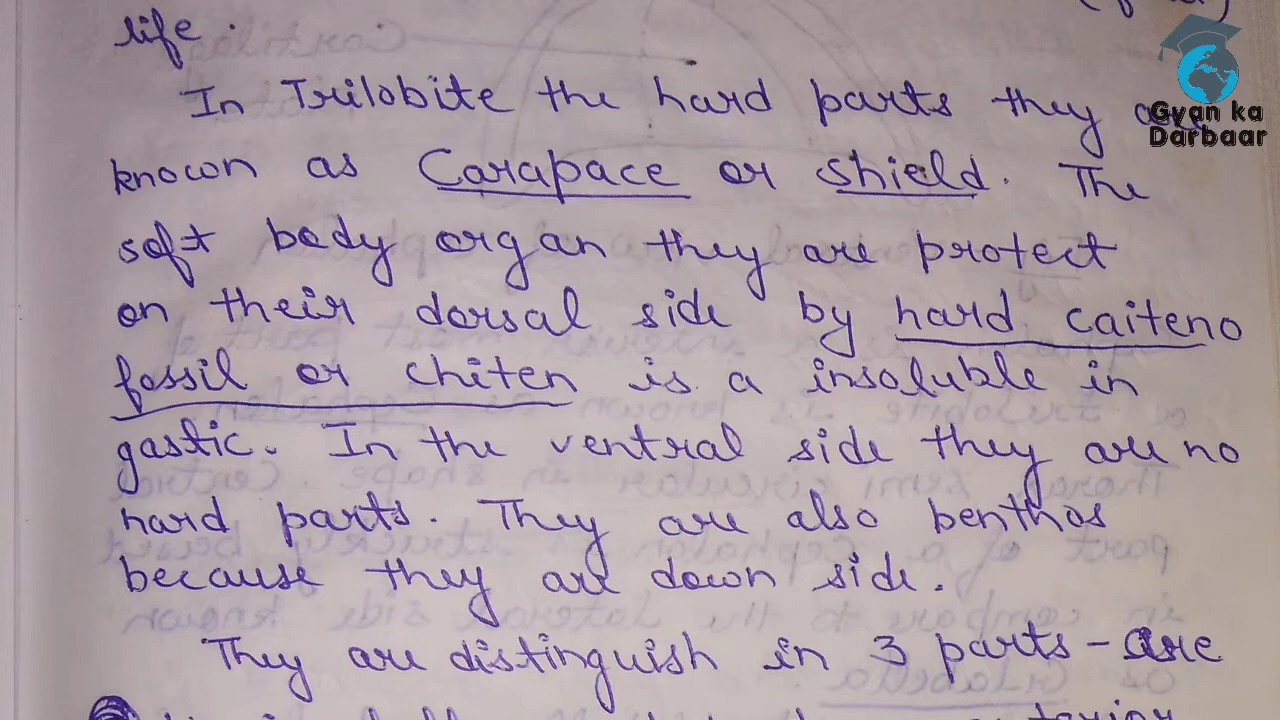 life.
In Trilobite the hard parts they are
known as Carapace or shield. The
soft body organ they are protect
on their dorsal side by hard caiteno
fossil or chiten is a insoluble in
gastic. In the ventral side they are no
hard parts. They are also benthos
because they are down side.
They are distinguish in 3 parts - are
Gyan ka
Darbaar